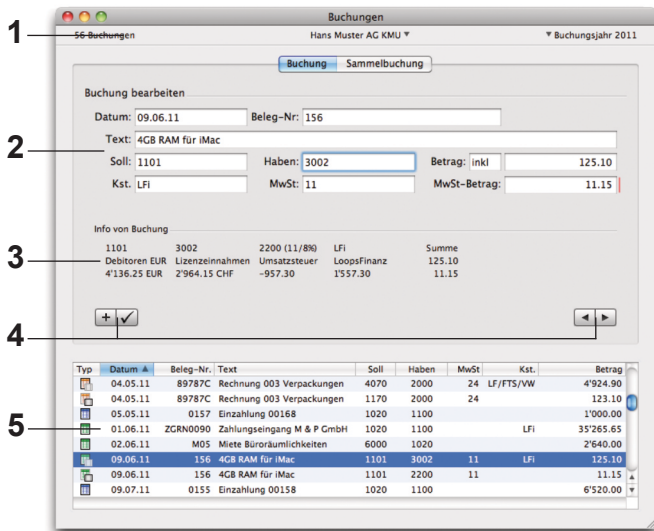 Buchungen
1
56 Buchungen Hans Muster AG KMU ▼ ▼ Buchungsjahr 2011
Buchung Sammelbuchung
Buchung bearbeiten
Datum: 09.06.11 Beleg-Nr: 156
2
Text: 4GB RAM für iMac
Soll: 1101 Haben: 3002 Betrag: inkl 125.10
Kst. LFi MwSt: 11 MwSt-Betrag: 11.15
Info von Buchung
1101 3002 2200 (11/8%) LFi Summe
3
Debitoren EUR Lizenzeinnahmen Umsatzsteuer LoopsFinanz 125.10
4'136.25 EUR 2'964.15 CHF -957.30 1'557.30 11.15
4
Typ Datum ▲ Beleg-Nr. Text Soll Haben MwSt Kst. Betrag
04.05.11 89787C Rechnung 003 Verpackungen 4070 2000 24 LF/FTS/VW 4'924.90
04.05.11 89787C Rechnung 003 Verpackungen 1170 2000 24 123.10
05.05.11 0157 Einzahlung 00168 1020 1100 1'000.00
5
01.06.11 ZGRN0090 Zahlungseingang M & P GmbH 1020 1100 LFi 35'265.65
02.06.11 M05 Miete Büroräumlichkeiten 6000 1020 2'640.00
09.06.11 156 4GB RAM für iMac 1101 3002 11 LFi 125.10
09.06.11 156 4GB RAM für iMac 1101 2200 11 11.15
09.07.11 0155 Einzahlung 00158 1020 1100 6'520.00